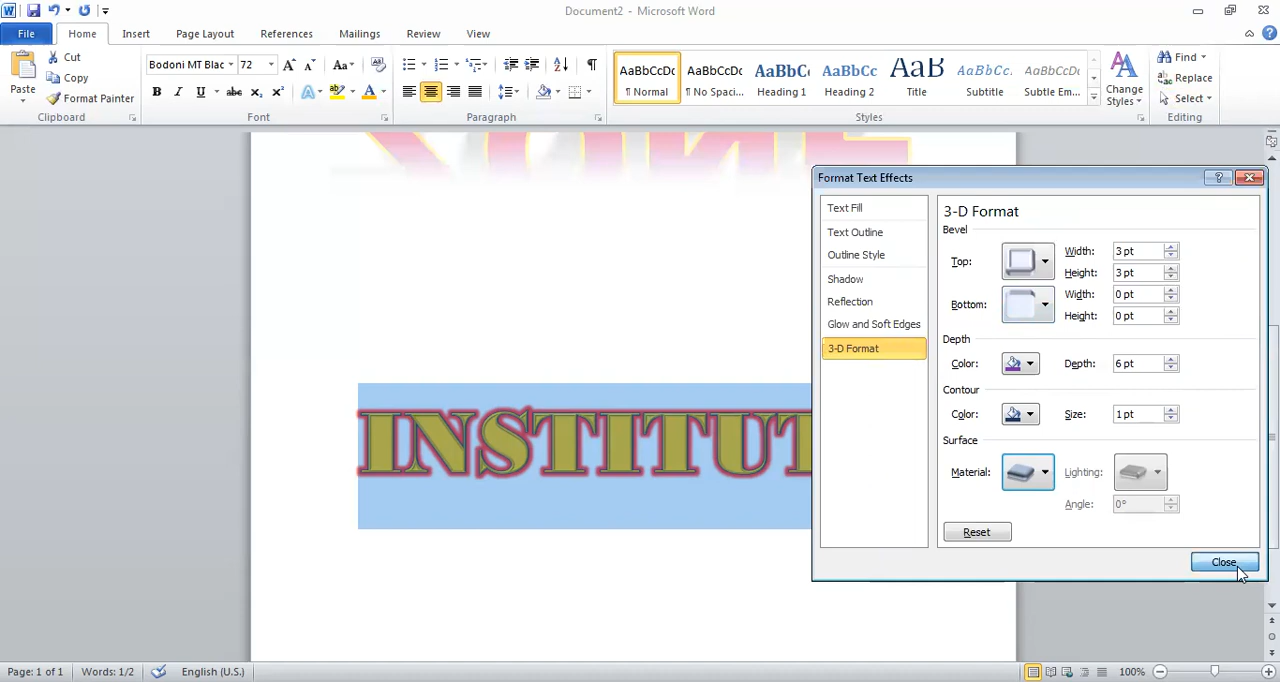 Document2 - Microsoft Word
File Home Insert Page Layout References Mailings Review View
Paste Cut Copy Format Painter Clipboard
Bodoni MT Blac 72 Font
Paragraph
AaBbCcDc ¶ Normal
AaBbCcDc ¶ No Spaci...
AaBbCc Heading 1
AaBbCc Heading 2
AaB Title
AaBbCc. Subtitle
AaBbCcDc Subtle Em...
Change Styles
Styles
Find
Replace
Select
Editing
INSTITUT
Format Text Effects
Text Fill
Text Outline
Outline Style
Shadow
Reflection
Glow and Soft Edges
3-D Format
3-D Format
Bevel
Top: Width: 3 pt
Height: 3 pt
Bottom: Width: 0 pt
Height: 0 pt
Depth
Color: Depth: 6 pt
Contour
Color: Size: 1 pt
Surface
Material: Lighting:
Angle: 0°
Reset
Close
Page: 1 of 1 Words: 1/2 English (U.S.) 100%